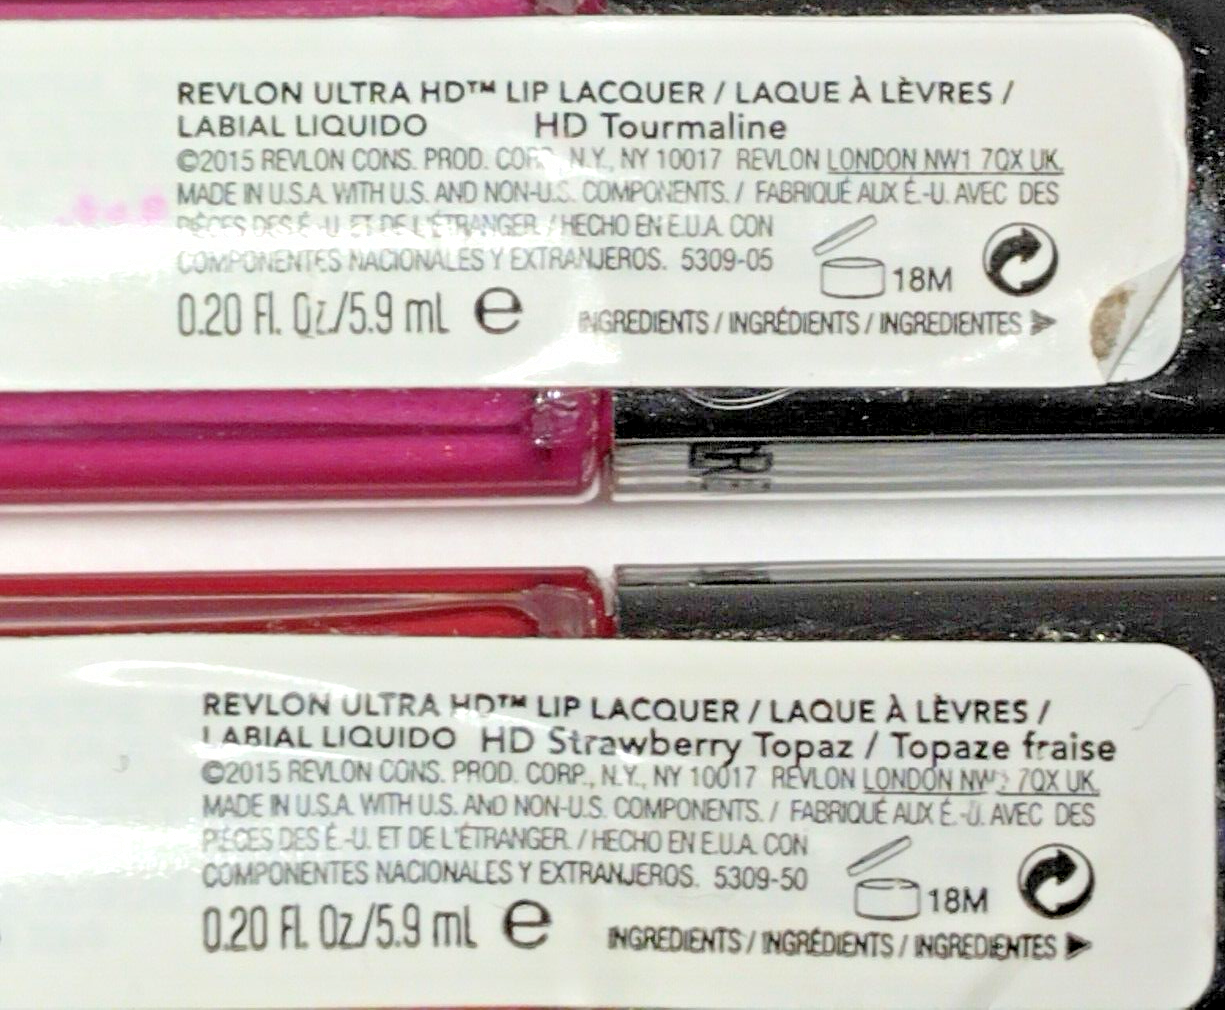 REVLON ULTRA HD™ LIP LACQUER / LAQUE À LÈVRES /
LABIAL LIQUIDO HD Tourmaline
©2015 REVLON CONS. PROD. CORP., N.Y., NY 10017 REVLON LONDON NW1 7QX UK.
MADE IN U.S.A. WITH U.S. AND NON-U.S. COMPONENTS. / FABRIQUÉ AUX É.-U. AVEC DES
PIÈCES DES É.-U. ET DE L'ÉTRANGER. / HECHO EN E.U.A. CON
COMPONENTES NACIONALES Y EXTRANJEROS. 5309-05
18M
0.20 Fl. Oz./5.9 mL e
INGREDIENTS / INGRÉDIENTS / INGREDIENTES ▶
REVLON ULTRA HD™ LIP LACQUER / LAQUE À LÈVRES /
LABIAL LIQUIDO HD Strawberry Topaz / Topaze fraise
©2015 REVLON CONS. PROD. CORP., N.Y., NY 10017 REVLON LONDON NW1 7QX UK.
MADE IN U.S.A. WITH U.S. AND NON-U.S. COMPONENTS. / FABRIQUÉ AUX É.-U. AVEC DES
PIÈCES DES É.-U. ET DE L'ÉTRANGER. / HECHO EN E.U.A. CON
COMPONENTES NACIONALES Y EXTRANJEROS. 5309-50
18M
0.20 Fl. Oz./5.9 mL e
INGREDIENTS / INGRÉDIENTS / INGREDIENTES ▶